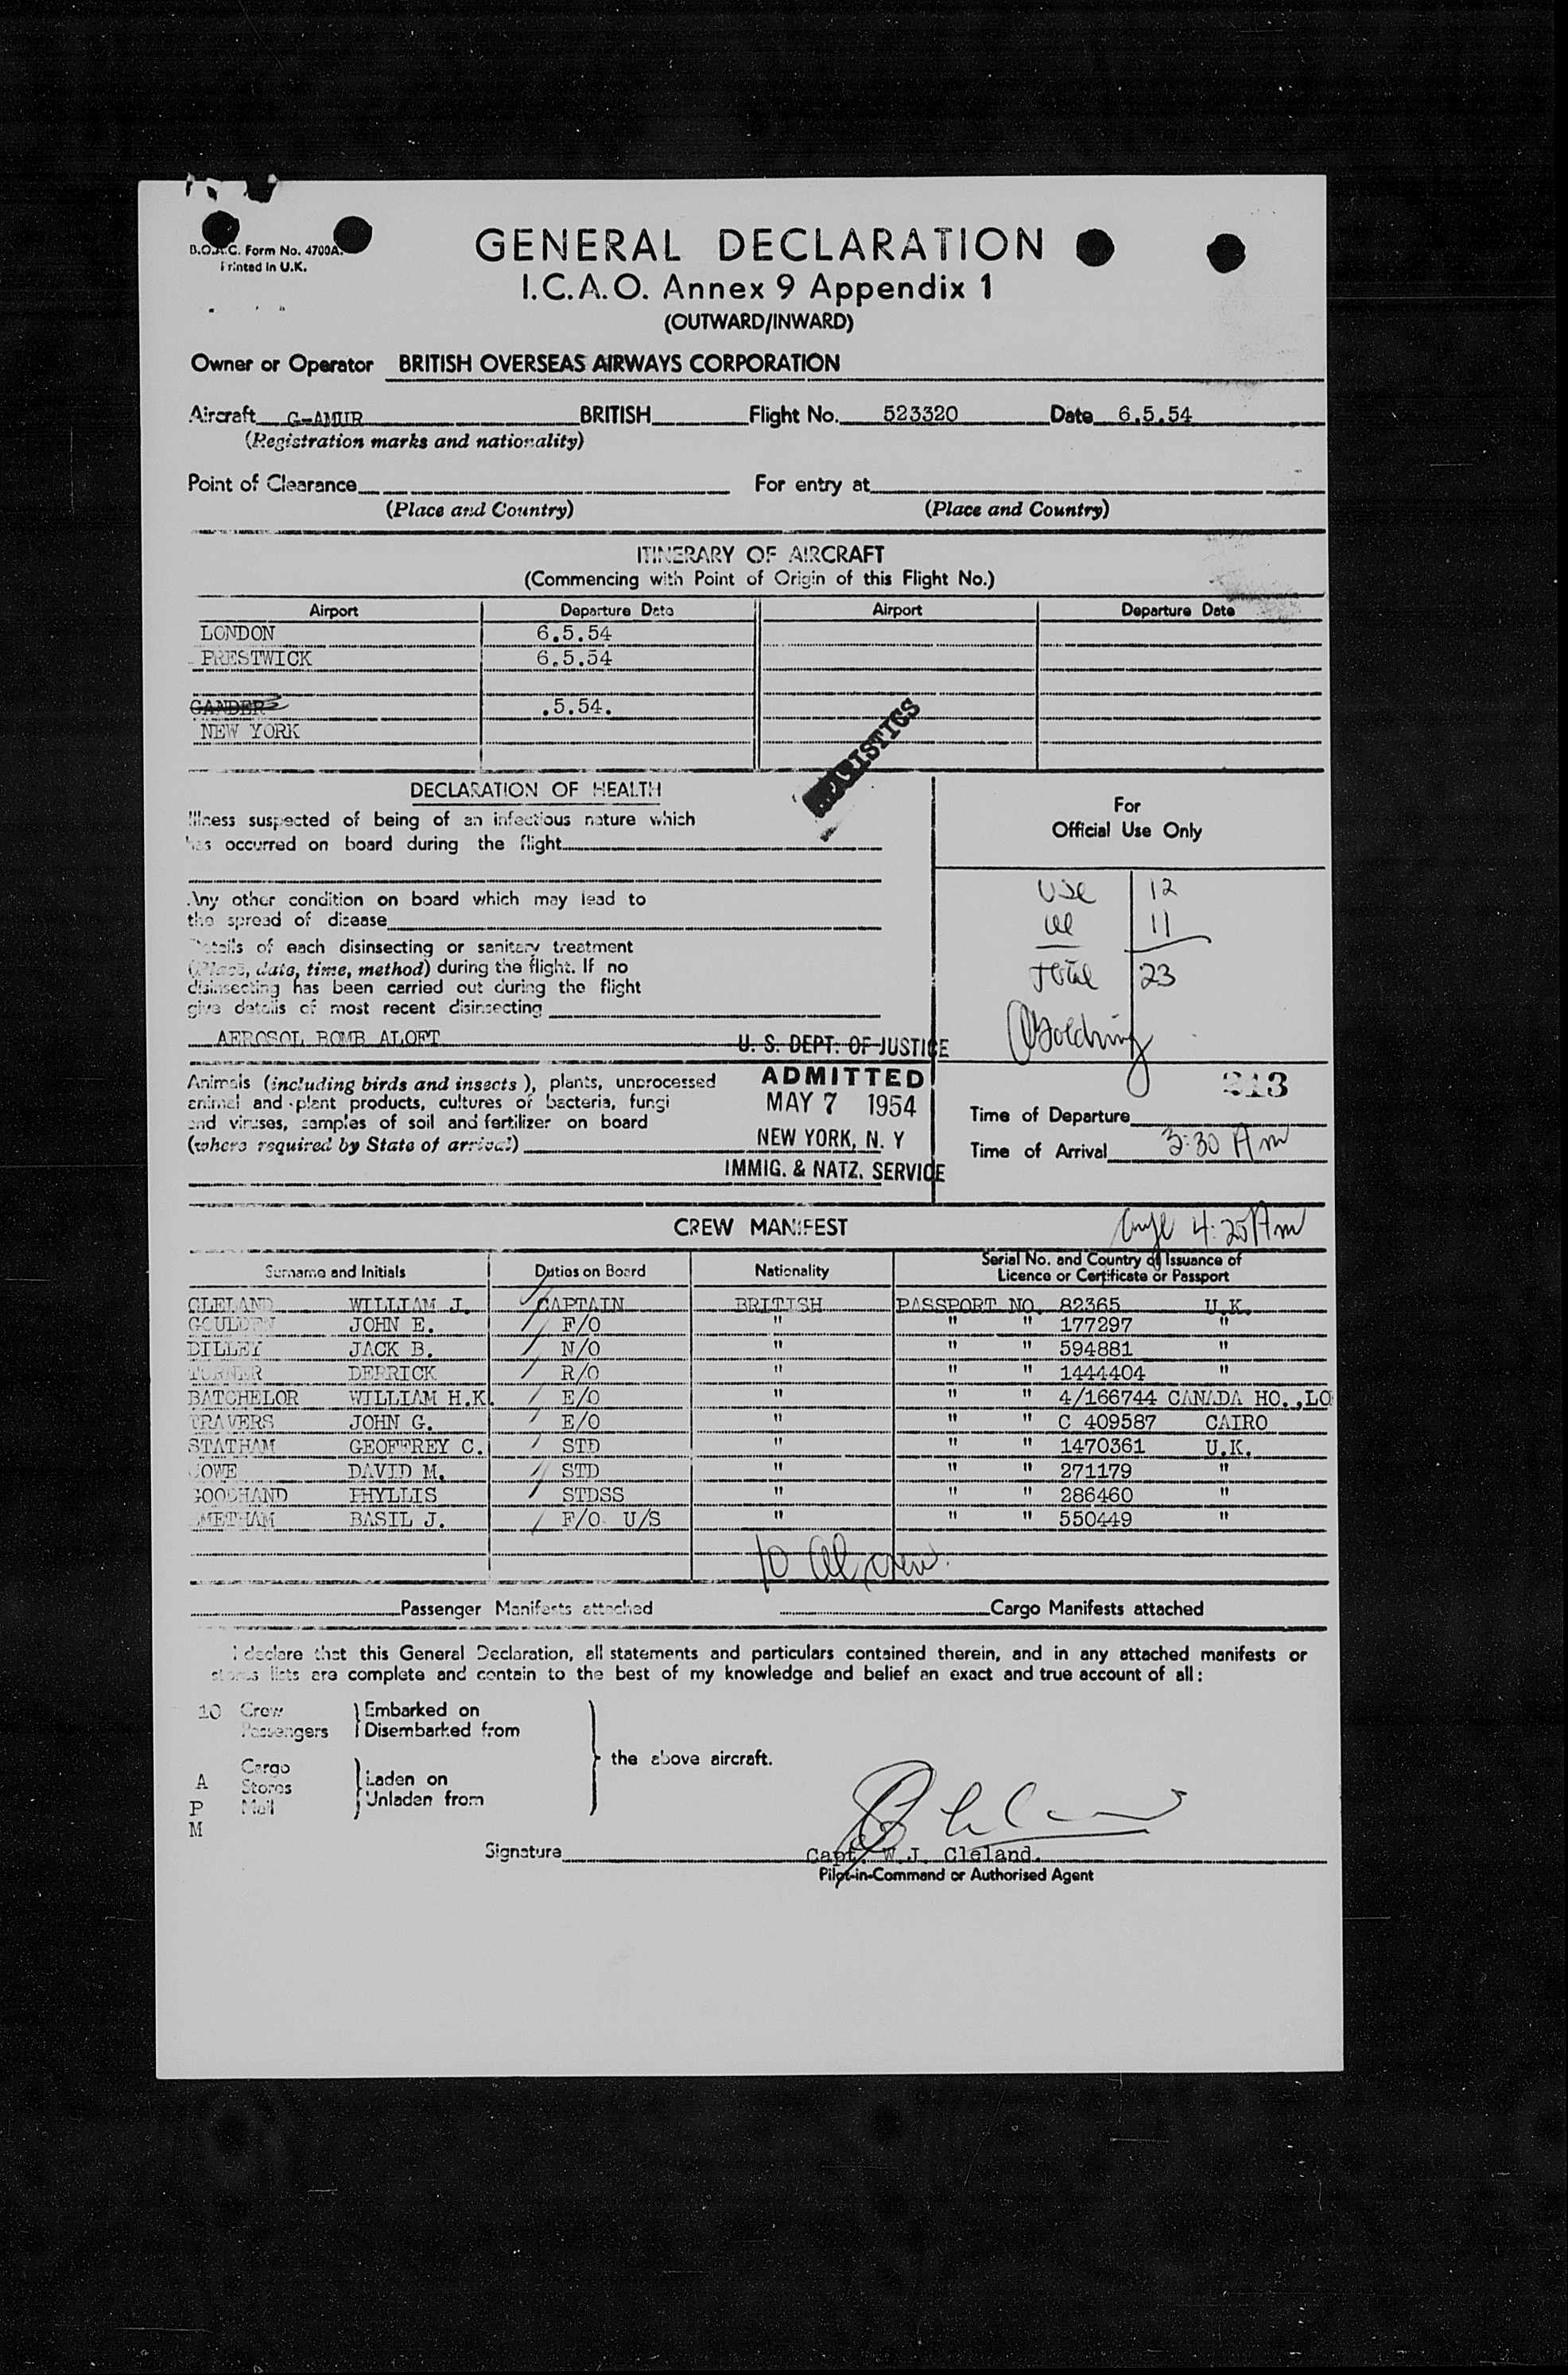 B.O.A.C. Form No. 4700A.
Printed in U.K.
GENERAL DECLARATION
I.C.A.O. Annex 9 Appendix 1
(OUTWARD/INWARD)
Owner or Operator BRITISH OVERSEAS AIRWAYS CORPORATION
Aircraft G-AMUR BRITISH Flight No. 523320 Date 6.5.54
(Registration marks and nationality)
Point of Clearance For entry at
(Place and Country) (Place and Country)
ITINERARY OF AIRCRAFT
(Commencing with Point of Origin of this Flight No.)
Airport Departure Date Airport Departure Date
LONDON 6.5.54
PRESTWICK 6.5.54
GANDER .5.54.
NEW YORK
DECLARATION OF HEALTH
Illness suspected of being of an infectious nature which
has occurred on board during the flight
Any other condition on board which may lead to
the spread of disease
Details of each disinsecting or sanitary treatment
(Place, date, time, method) during the flight. If no
disinsecting has been carried out during the flight
give details of most recent disinsecting
AEROSOL BOMB ALOFT
Animals (including birds and insects), plants, unprocessed
animal and plant products, cultures of bacteria, fungi
and viruses, samples of soil and fertilizer on board
(where required by State of arrival)
U. S. DEPT. OF JUSTICE
ADMITTED
MAY 7 1954
NEW YORK, N. Y
IMMIG. & NATZ. SERVICE
For
Official Use Only
USC 12
al 11
Total 23
213
Time of Departure
Time of Arrival 3:30 Am
4:25 Am
CREW MANIFEST
Surname and Initials Duties on Board Nationality Serial No. and Country of Issuance of
Licence or Certificate or Passport
CLELAND WILLIAM J. CAPTAIN BRITISH PASSPORT NO. 82365 U.K.
GOULDEN JOHN E. F/O " " " 177297 "
DILLEY JACK B. N/O " " " 594881 "
TURNER DERRICK R/O " " " 1444404 "
BATCHELOR WILLIAM H.K. E/O " " " 4/166744 CANADA HO.,LO
TRAVERS JOHN G. E/O " " " C 409587 CAIRO
STATHAM GEOFFREY C. STD " " " 1470361 U.K.
DAVID M. STD " " " 271179 "
GOODHAND PHYLLIS STDSS " " " 286460 "
BASIL J. F/O U/S " " " 550449 "
10 Al. crew.
Passenger Manifests attached Cargo Manifests attached
I declare that this General Declaration, all statements and particulars contained therein, and in any attached manifests or
stores lists are complete and contain to the best of my knowledge and belief an exact and true account of all:
10 Crew Embarked on
Passengers Disembarked from
the above aircraft.
Cargo
A Stores Laden on
P Mail Unladen from
M
Signature Capt. W.J. Cleland.
Pilot-in-Command or Authorised Agent